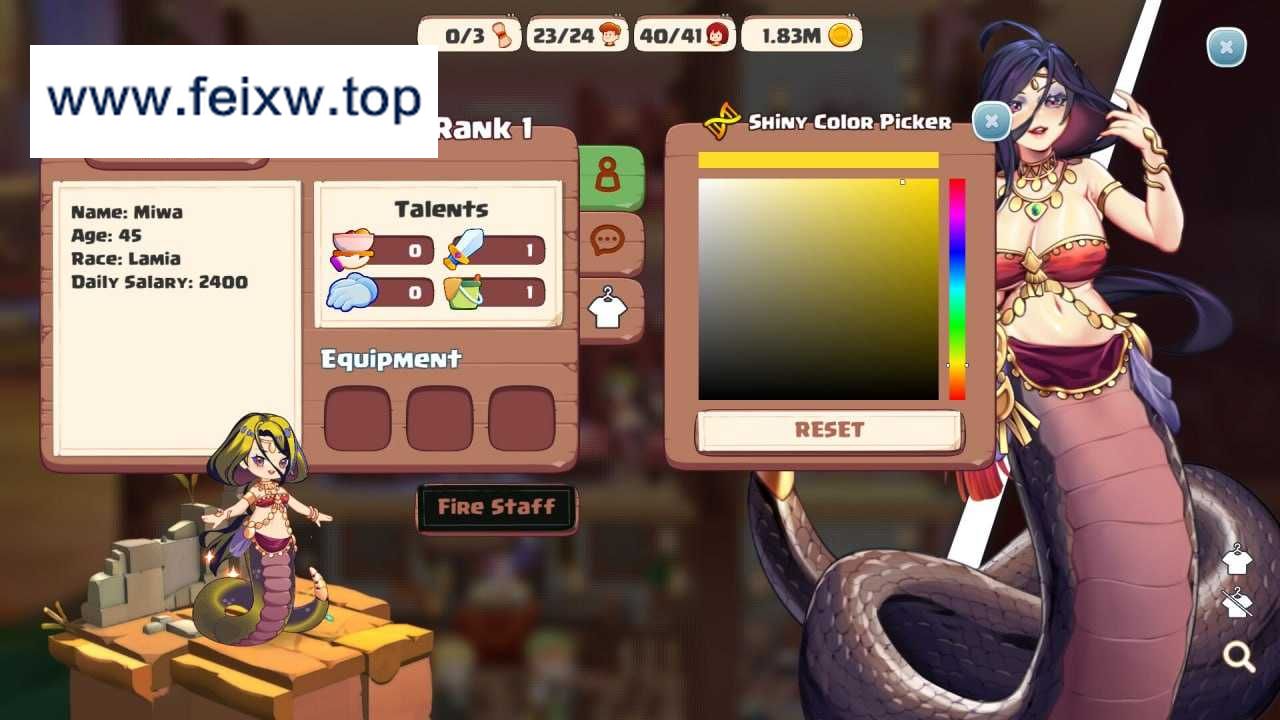 0/3 23/24 40/41 1.83M
www.feixw.top
Rank 1
Name: Miwa
Age: 45
Race: Lamia
Daily Salary: 2400
Talents
0 1
0 1
Equipment
Fire Staff
Shiny Color Picker
RESET